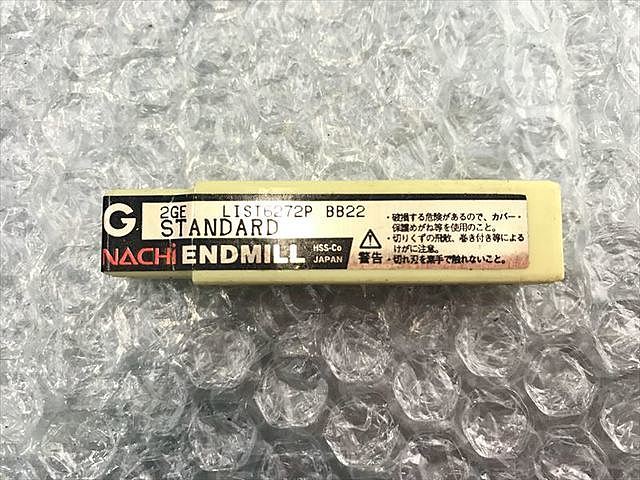 G
2GE LIST6272P BB22
STANDARD
NACHi ENDMILL HSS-Co
JAPAN
警告
・破損する危険があるので、カバー・
保護めがね等を使用のこと。
・切りくずの飛散、巻き付き等による
けがに注意。
・切れ刃を素手で触れないこと。